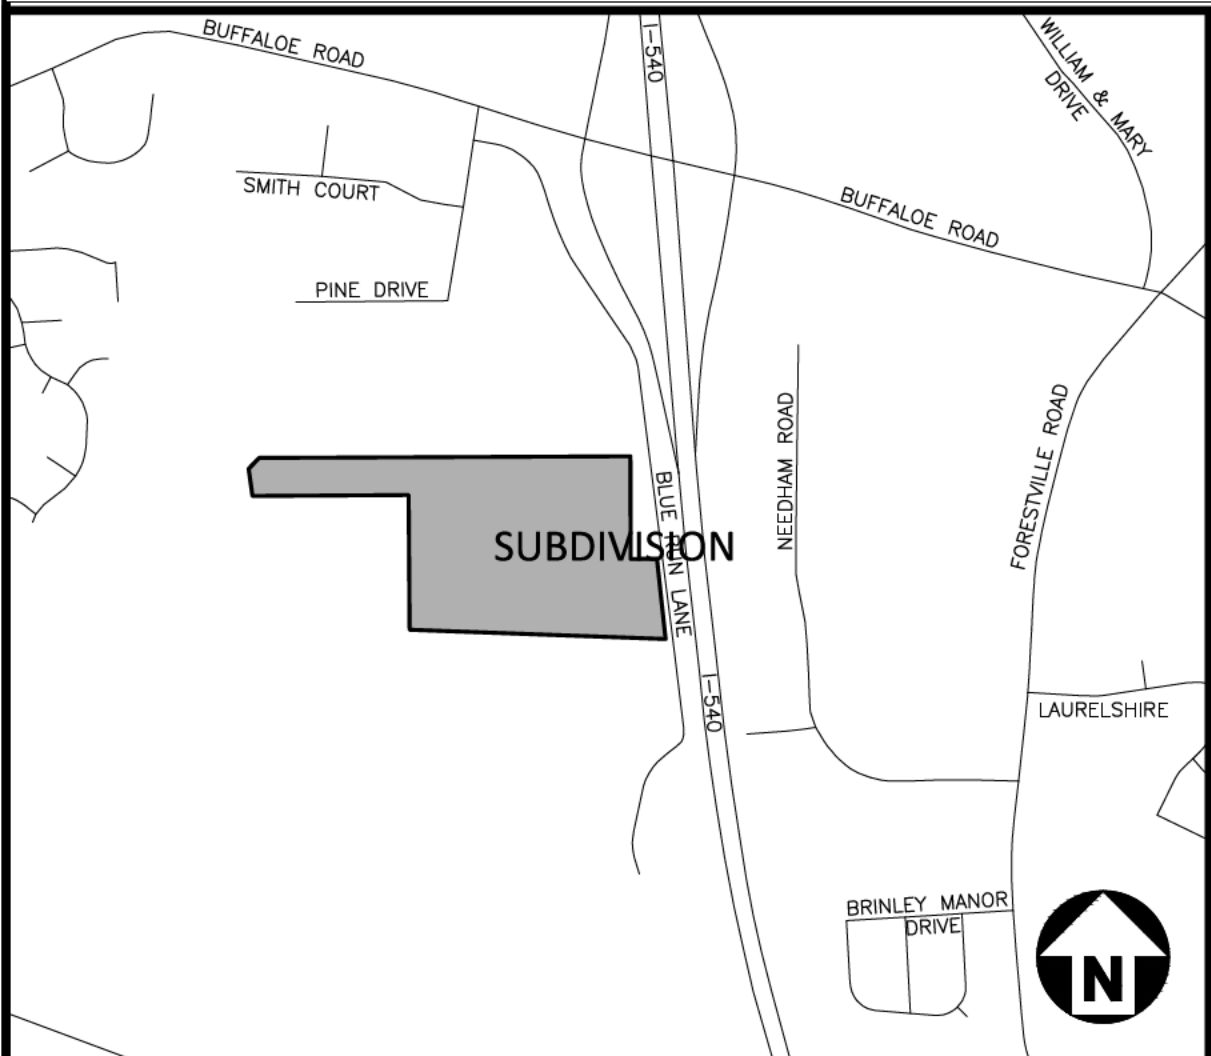 BUFFALOE ROAD
I-540
WILLIAM & MARY
DRIVE
SMITH COURT
BUFFALOE ROAD
PINE DRIVE
NEEDHAM ROAD
FORESTVILLE ROAD
BLUE RUN LANE
SUBDIVISION
I-540
LAURELSHIRE
BRINLEY MANOR
DRIVE
N